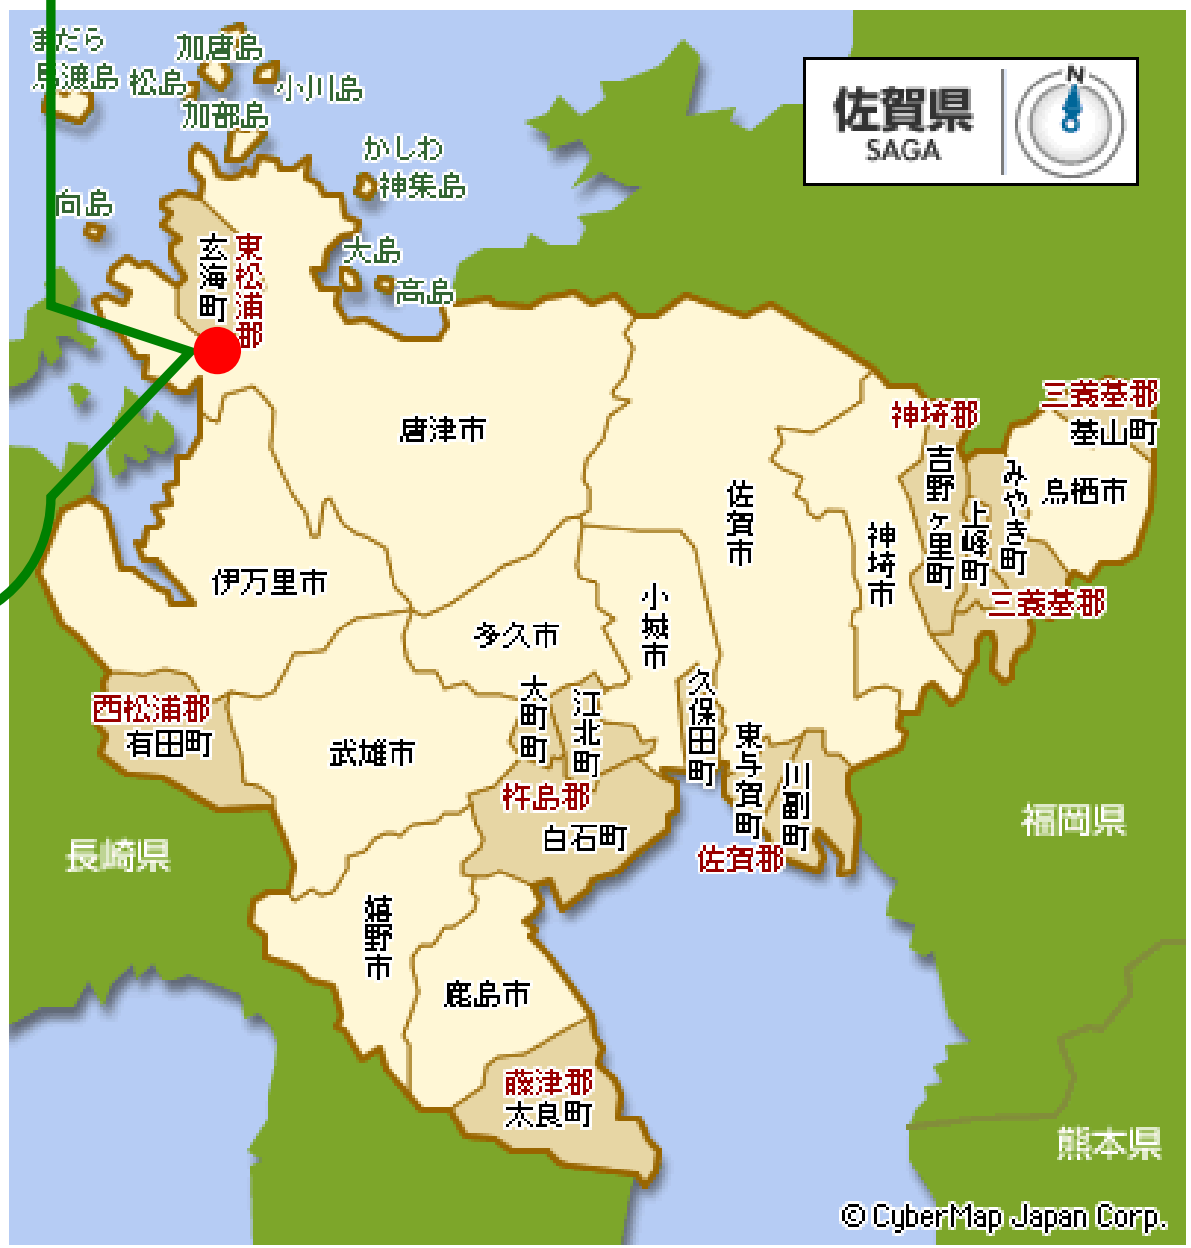 まだら
馬渡島
加唐島
松島
小川島
加部島
かしわ
神集島
向島
大島
高島
佐賀県
SAGA
N
玄海町
東松浦郡
唐津市
伊万里市
多久市
小城市
佐賀市
神埼市
神埼郡
吉野ヶ里町
上峰町
みやき町
三養基郡
基山町
鳥栖市
三養基郡
西松浦郡
有田町
武雄市
大町町
江北町
久保田町
東与賀町
川副町
杵島郡
白石町
佐賀郡
嬉野市
鹿島市
藤津郡
太良町
長崎県
福岡県
熊本県
© CyberMap Japan Corp.